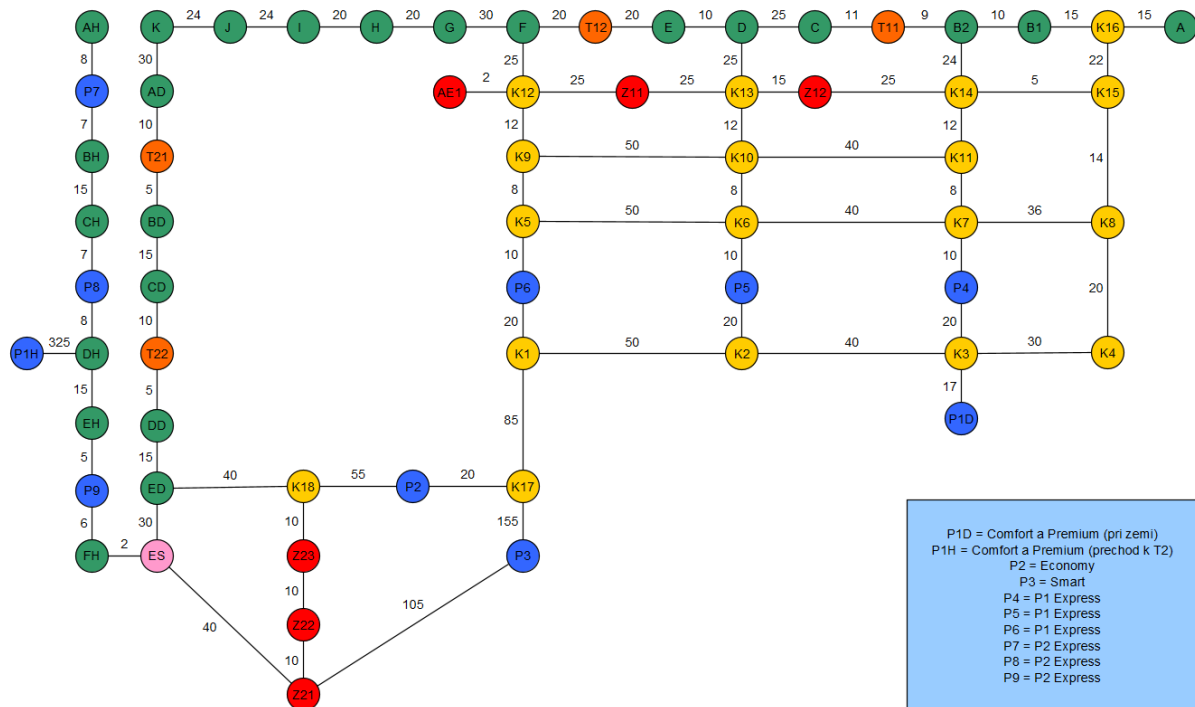 AH K 24 J 24 I 20 H 20 G 30 F 20 T12 20 E 10 D 25 C 11 T11 9 B2 10 B1 15 K16 15 A
8 30 25 25 24 22
P7 AD AE1 2 K12 25 Z11 25 K13 15 Z12 25 K14 5 K15
7 10 12 12 12
BH T21 K9 50 K10 40 K11 14
15 5 8 8 8
CH BD K5 50 K6 40 K7 36 K8
7 15 10 10 10
P8 CD P6 P5 P4 20
8 10 20 20 20
P1H 325 DH T22 K1 50 K2 40 K3 30 K4
15 5 17
EH DD 85 P1D
5 15
P9 ED 40 K18 55 P2 20 K17
6 30 10 155
FH 2 ES Z23 P3
10
40 105
Z22
10
Z21
P1D = Comfort a Premium (pri zemi)
P1H = Comfort a Premium (prechod k T2)
P2 = Economy
P3 = Smart
P4 = P1 Express
P5 = P1 Express
P6 = P1 Express
P7 = P2 Express
P8 = P2 Express
P9 = P2 Express